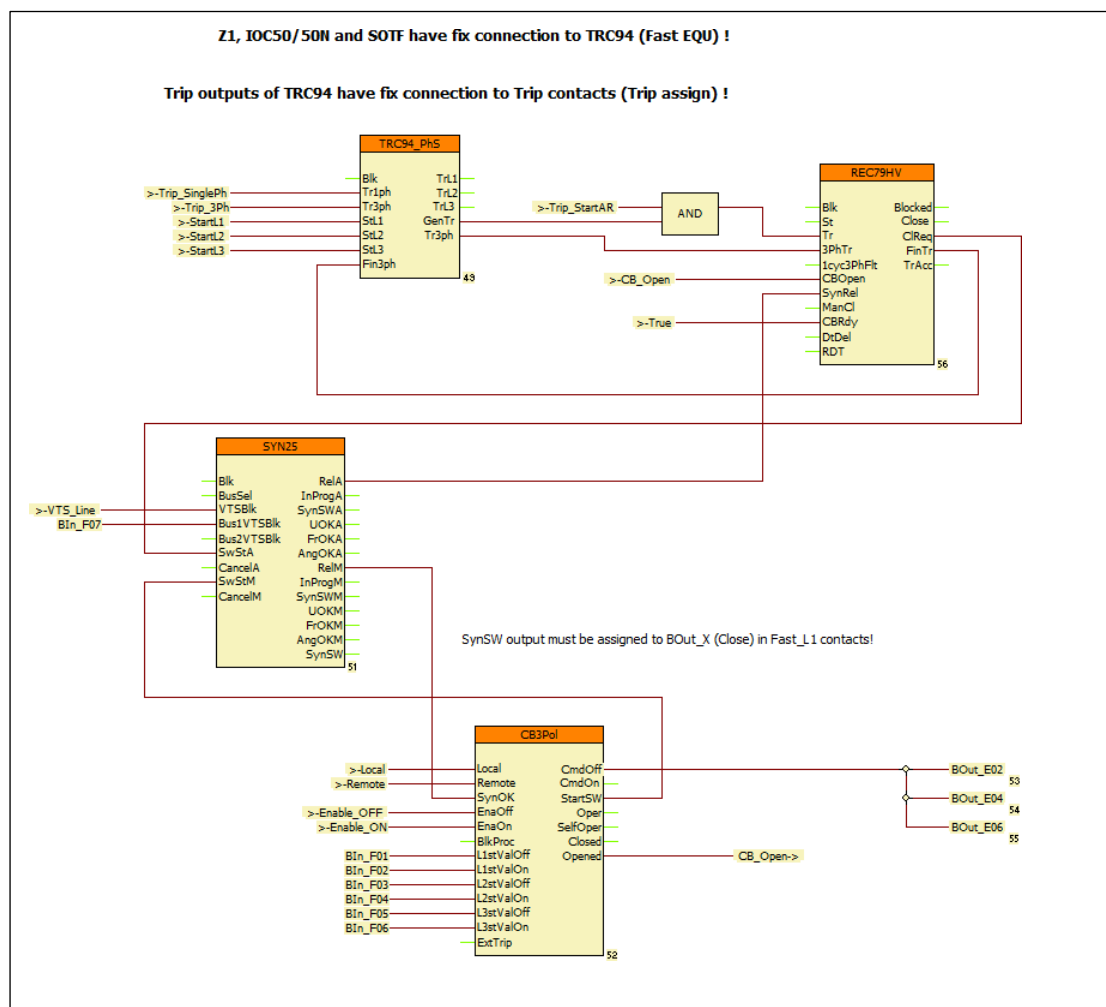 Z1, IOC50/50N and SOTF have fix connection to TRC94 (Fast EQU) !
Trip outputs of TRC94 have fix connection to Trip contacts (Trip assign) !
TRC94_PhS
Blk TrL1
>-Trip_SinglePh Tr1ph TrL2
>-Trip_3Ph Tr3ph TrL3
>-StartL1 StL1 GenTr
>-StartL2 StL2 Tr3ph
>-StartL3 StL3
Fin3ph
49
>-Trip_StartAR
AND
REC79HV
Blk Blocked
St Close
Tr ClReq
3PhTr FinTr
1cyc3PhFlt TrAcc
>-CB_Open CBOpen
SynRel
ManCl
>-True CBRdy
DtDel
RDT
56
SYN25
Blk RelA
BusSel InProgA
>-VTS_Line VTSBlk SynSWA
BIn_F07 Bus1VTSBlk UOKA
Bus2VTSBlk FrOKA
SwStA AngOKA
CancelA RelM
SwStM InProgM
CancelM SynSWM
UOKM
FrOKM
AngOKM
SynSW
51
SynSW output must be assigned to BOut_X (Close) in Fast_L1 contacts!
CB3Pol
>-Local Local CmdOff
>-Remote Remote CmdOn
SynOK StartSW
>-Enable_OFF EnaOff Oper
>-Enable_ON EnaOn SelfOper
BlkProc Closed
BIn_F01 L1stValOff Opened
BIn_F02 L1stValOn
BIn_F03 L2stValOff
BIn_F04 L2stValOn
BIn_F05 L3stValOff
BIn_F06 L3stValOn
ExtTrip
52
CB_Open->
BOut_E02
53
BOut_E04
54
BOut_E06
55